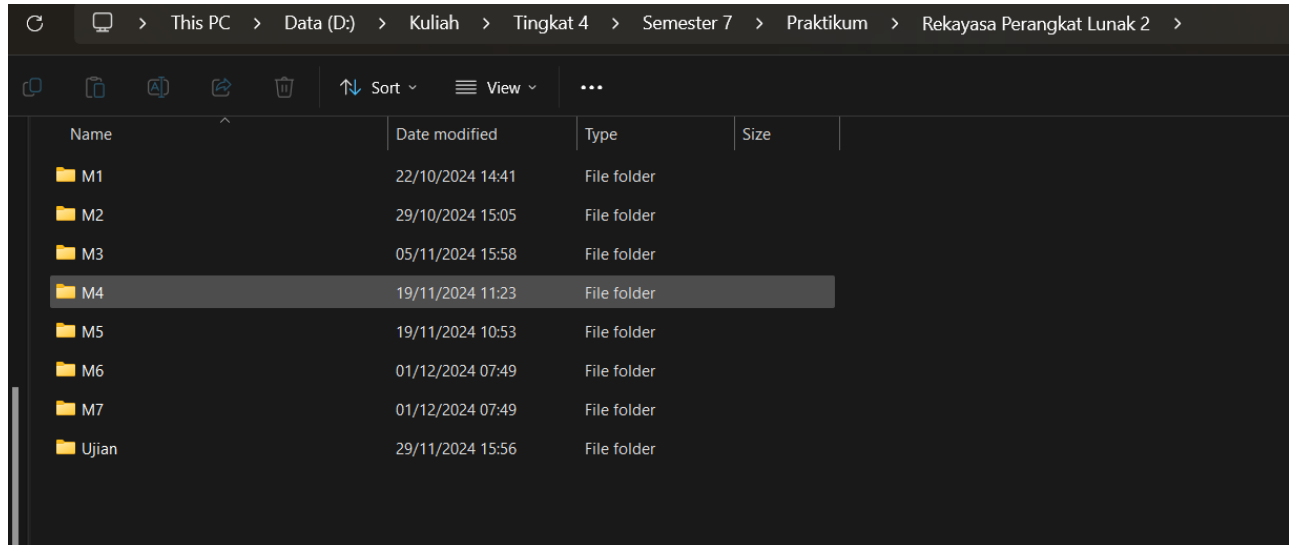 This PC > Data (D:) > Kuliah > Tingkat 4 > Semester 7 > Praktikum > Rekayasa Perangkat Lunak 2 >
Sort View
Name Date modified Type Size
M1 22/10/2024 14:41 File folder
M2 29/10/2024 15:05 File folder
M3 05/11/2024 15:58 File folder
M4 19/11/2024 11:23 File folder
M5 19/11/2024 10:53 File folder
M6 01/12/2024 07:49 File folder
M7 01/12/2024 07:49 File folder
Ujian 29/11/2024 15:56 File folder